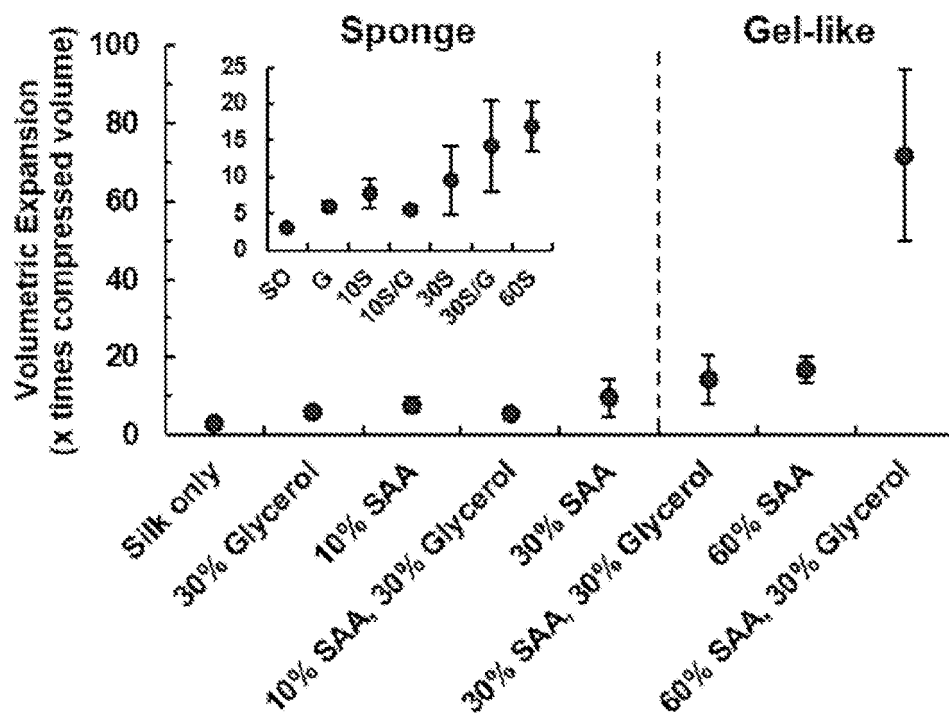 Sponge
Gel-like
Volumetric Expansion
(x times compressed volume)
100
80
60
40
20
0
25
20
15
10
5
0
SO
G
10S
10S/G
30S
30S/G
60S
Silk only
30% Glycerol
10% SAA
10% SAA, 30% Glycerol
30% SAA
30% SAA, 30% Glycerol
60% SAA
60% SAA, 30% Glycerol